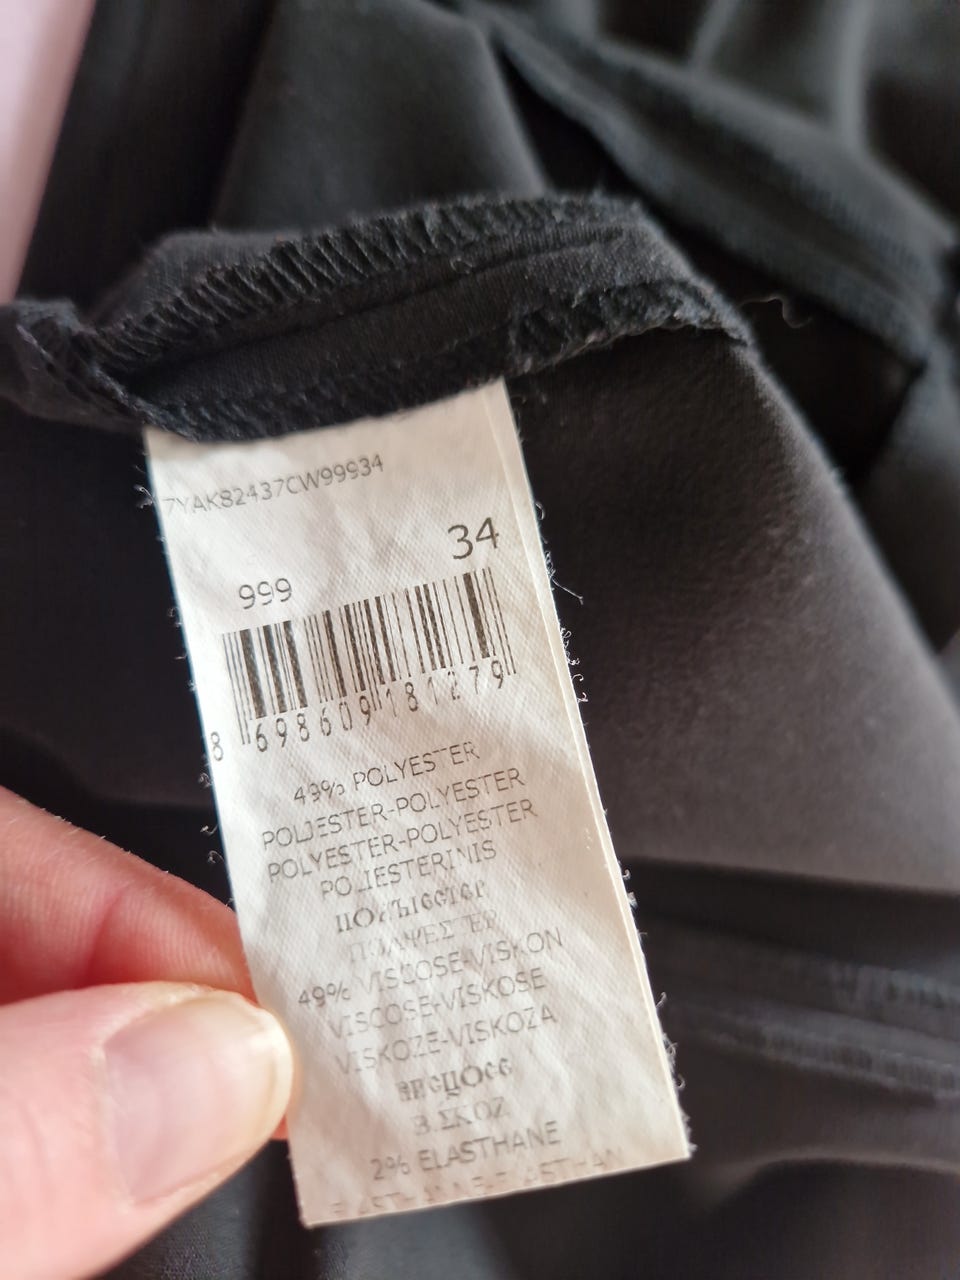 7YAK82437CW99934
34
999
8 698609 181279
49% POLYESTER
POLIESTER-POLYESTER
POLYESTER-POLYESTER
POLIESTERINIS
49% VISCOSE-VISKON
VISCOSE-VISKOSE
VISKOZE-VISKOZA
2% ELASTHANE